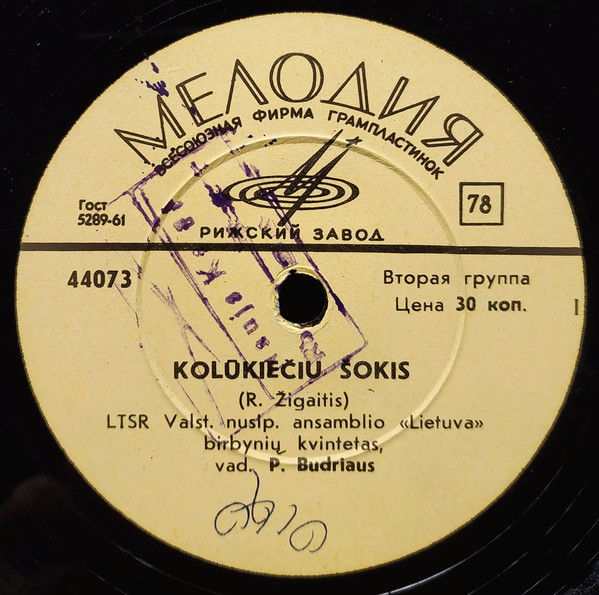 МЕЛОДИЯ
ВСЕСОЮЗНАЯ ФИРМА ГРАМПЛАСТИНОК
Гост
5289-61
78
РИЖСКИЙ ЗАВОД
44073
Вторая группа
Цена 30 коп.
I
KOLŪKIEČIU ŠOKIS
(R. Žigaitis)
LTSR Valst. nuslp. ansamblio «Lietuva»
birbynių kvintetas,
vad. P. Budriaus